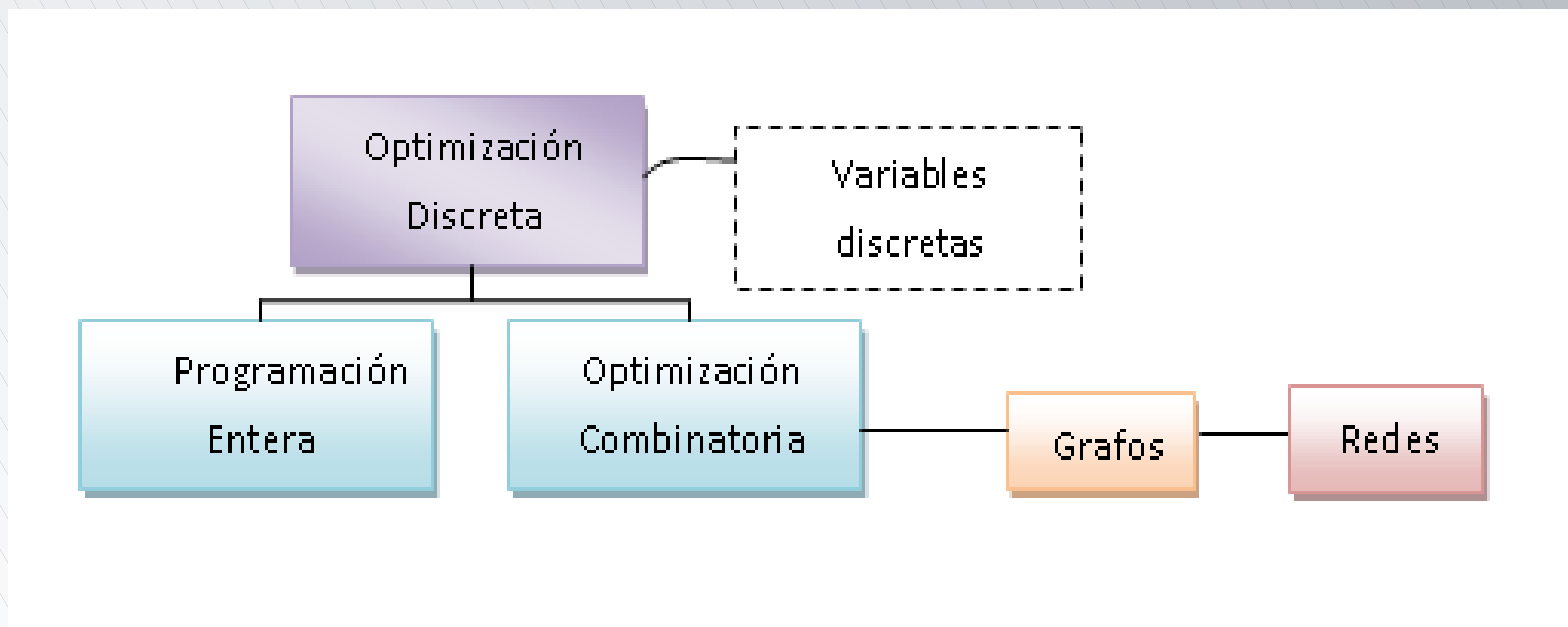 Optimización
Discreta
Variables
discretas
Programación
Entera
Optimización
Combinatoria
Grafos
Redes